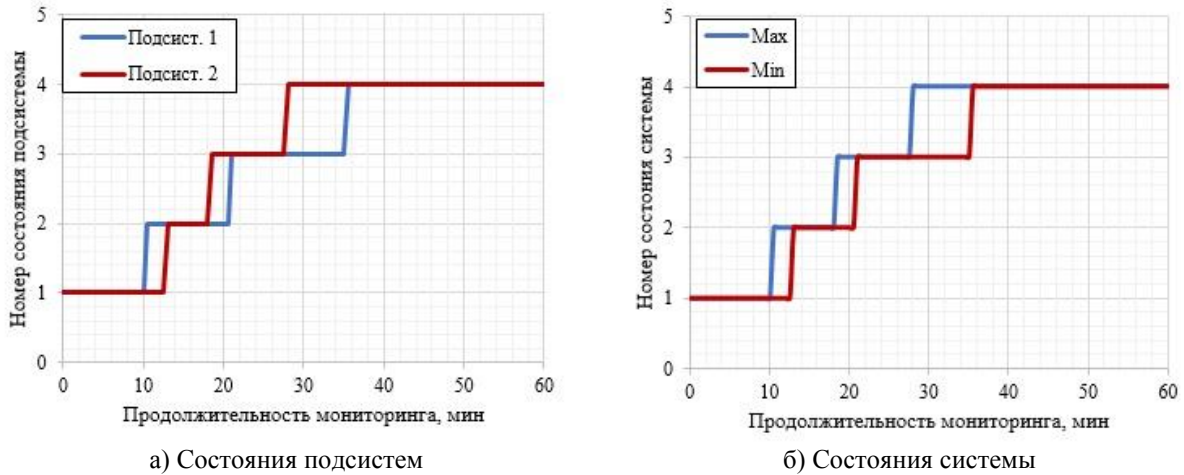 Номер состояния подсистемы
5
4
3
2
1
0
Подсист. 1
Подсист. 2
0 10 20 30 40 50 60
Продолжительность мониторинга, мин
а) Состояния подсистем
Номер состония системы
5
4
3
2
1
0
Max
Min
0 10 20 30 40 50 60
Продолжительность мониторинга, мин
б) Состояния системы